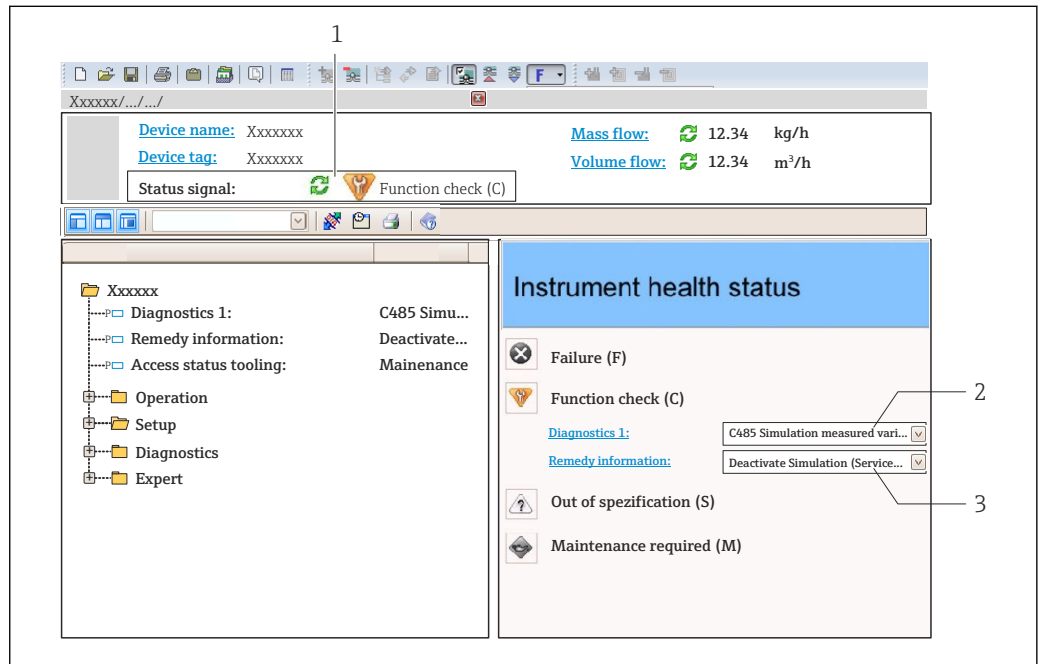 1
F
Xxxxxx/.../.../
Device name: Xxxxxxx
Mass flow: 12.34 kg/h
Device tag: Xxxxxxx
Volume flow: 12.34 m³/h
Status signal: Function check (C)
Instrument health status
Xxxxxx
Diagnostics 1: C485 Simu...
Remedy information: Deactivate...
Access status tooling: Mainenance
Operation
Setup
Diagnostics
Expert
Failure (F)
Function check (C)
2
Diagnostics 1: C485 Simulation measured vari...
Remedy information: Deactivate Simulation (Service...
Out of spezification (S)
3
Maintenance required (M)